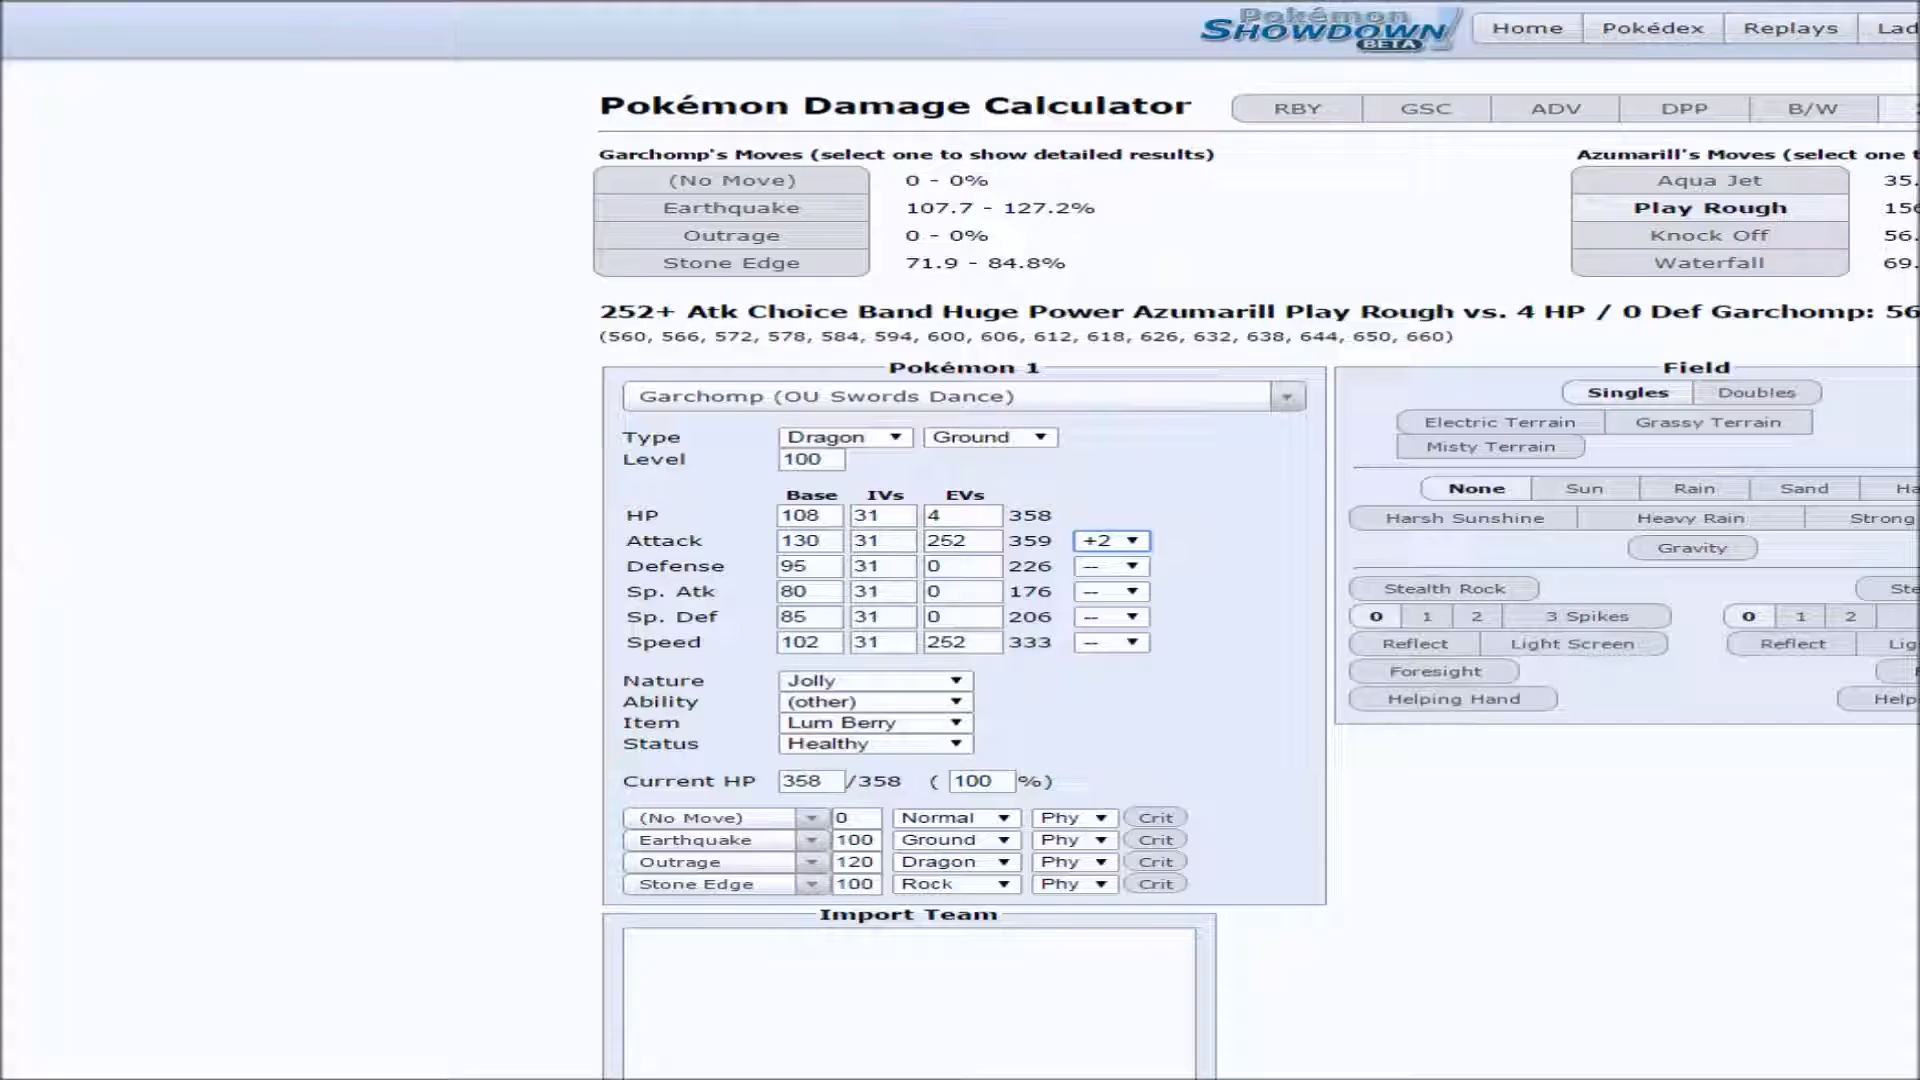 Pokémon
SHOWDOWN!
BETA
Home Pokédex Replays Lad
Pokémon Damage Calculator RBY GSC ADV DPP B/W
Garchomp's Moves (select one to show detailed results) Azumarill's Moves (select one t
(No Move) 0 - 0% Aqua Jet 35.
Earthquake 107.7 - 127.2% Play Rough 156
Outrage 0 - 0% Knock Off 56.
Stone Edge 71.9 - 84.8% Waterfall 69.
252+ Atk Choice Band Huge Power Azumarill Play Rough vs. 4 HP / 0 Def Garchomp: 56
(560, 566, 572, 578, 584, 594, 600, 606, 612, 618, 626, 632, 638, 644, 650, 660)
Pokémon 1
Garchomp (OU Swords Dance)
Type Dragon Ground
Level 100
Base IVs EVs
HP 108 31 4 358
Attack 130 31 252 359 +2
Defense 95 31 0 226 --
Sp. Atk 80 31 0 176 --
Sp. Def 85 31 0 206 --
Speed 102 31 252 333 --
Nature Jolly
Ability (other)
Item Lum Berry
Status Healthy
Current HP 358 /358 ( 100 %)
(No Move) 0 Normal Phy Crit
Earthquake 100 Ground Phy Crit
Outrage 120 Dragon Phy Crit
Stone Edge 100 Rock Phy Crit
Import Team
Field
Singles Doubles
Electric Terrain Grassy Terrain
Misty Terrain
None Sun Rain Sand Ha
Harsh Sunshine Heavy Rain Strong
Gravity
Stealth Rock Ste
0 1 2 3 Spikes 0 1 2
Reflect Light Screen Reflect Lig
Foresight F
Helping Hand Help